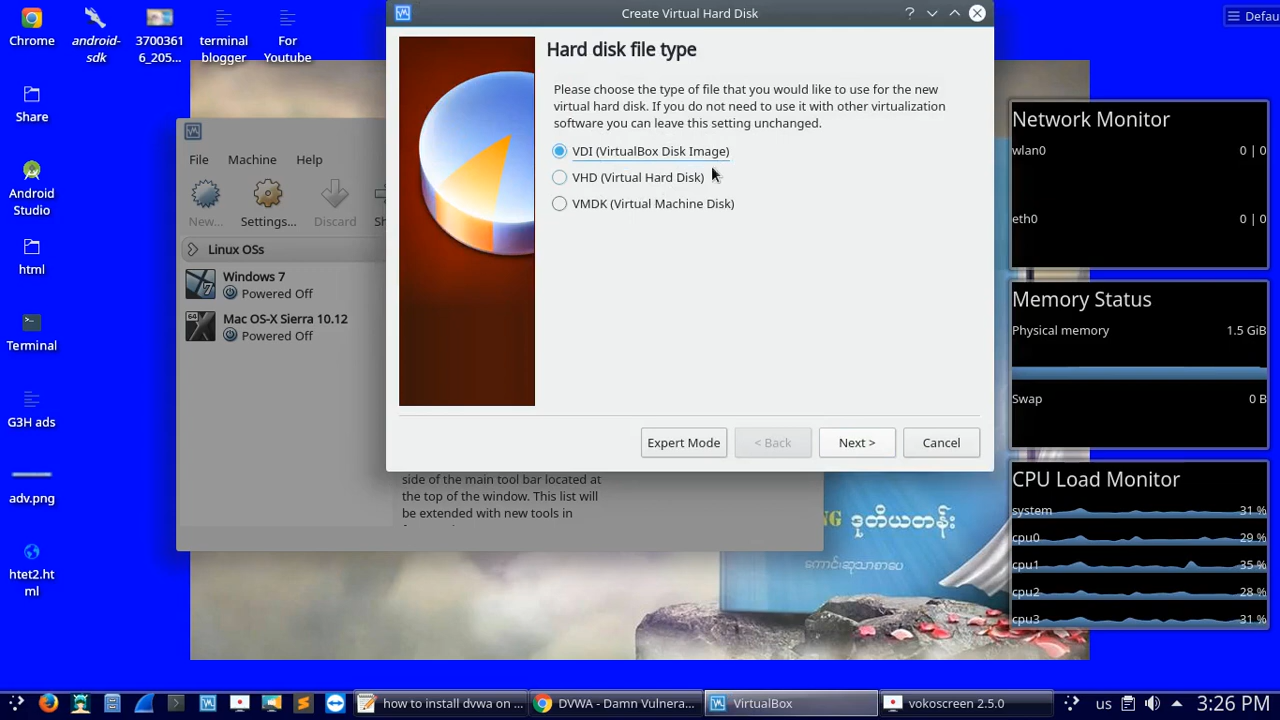 Chrome
android-
sdk
3700361
6_205...
terminal
blogger
For
Youtube
Share
Android
Studio
html
Terminal
G3H ads
adv.png
htet2.ht
ml
File Machine Help
New... Settings... Discard
Linux OSs
Windows 7
Powered Off
Mac OS-X Sierra 10.12
Powered Off
64
side of the main tool bar located at
the top of the window. This list will
be extended with new tools in
Create Virtual Hard Disk
Hard disk file type
Please choose the type of file that you would like to use for the new
virtual hard disk. If you do not need to use it with other virtualization
software you can leave this setting unchanged.
VDI (VirtualBox Disk Image)
VHD (Virtual Hard Disk)
VMDK (Virtual Machine Disk)
Expert Mode < Back Next > Cancel
Defau
Network Monitor
wlan0 0 | 0
eth0 0 | 0
Memory Status
Physical memory 1.5 GiB
Swap 0 B
CPU Load Monitor
system 31 %
cpu0 29 %
cpu1 35 %
cpu2 28 %
cpu3 31 %
ဒုတိယတန်း
how to install dvwa on ... DVWA - Damn Vulnera... VirtualBox vokoscreen 2.5.0 us 3:26 PM